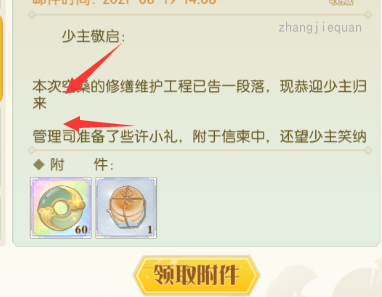 邮件时间：2021-08-19 14:08
zhangjiequan
少主敬启：
本次空桑的修缮维护工程已告一段落，现恭迎少主归
来
管理司准备了些许小礼，附于信柬中，还望少主笑纳
◆ 附 件：
60
1
领取附件